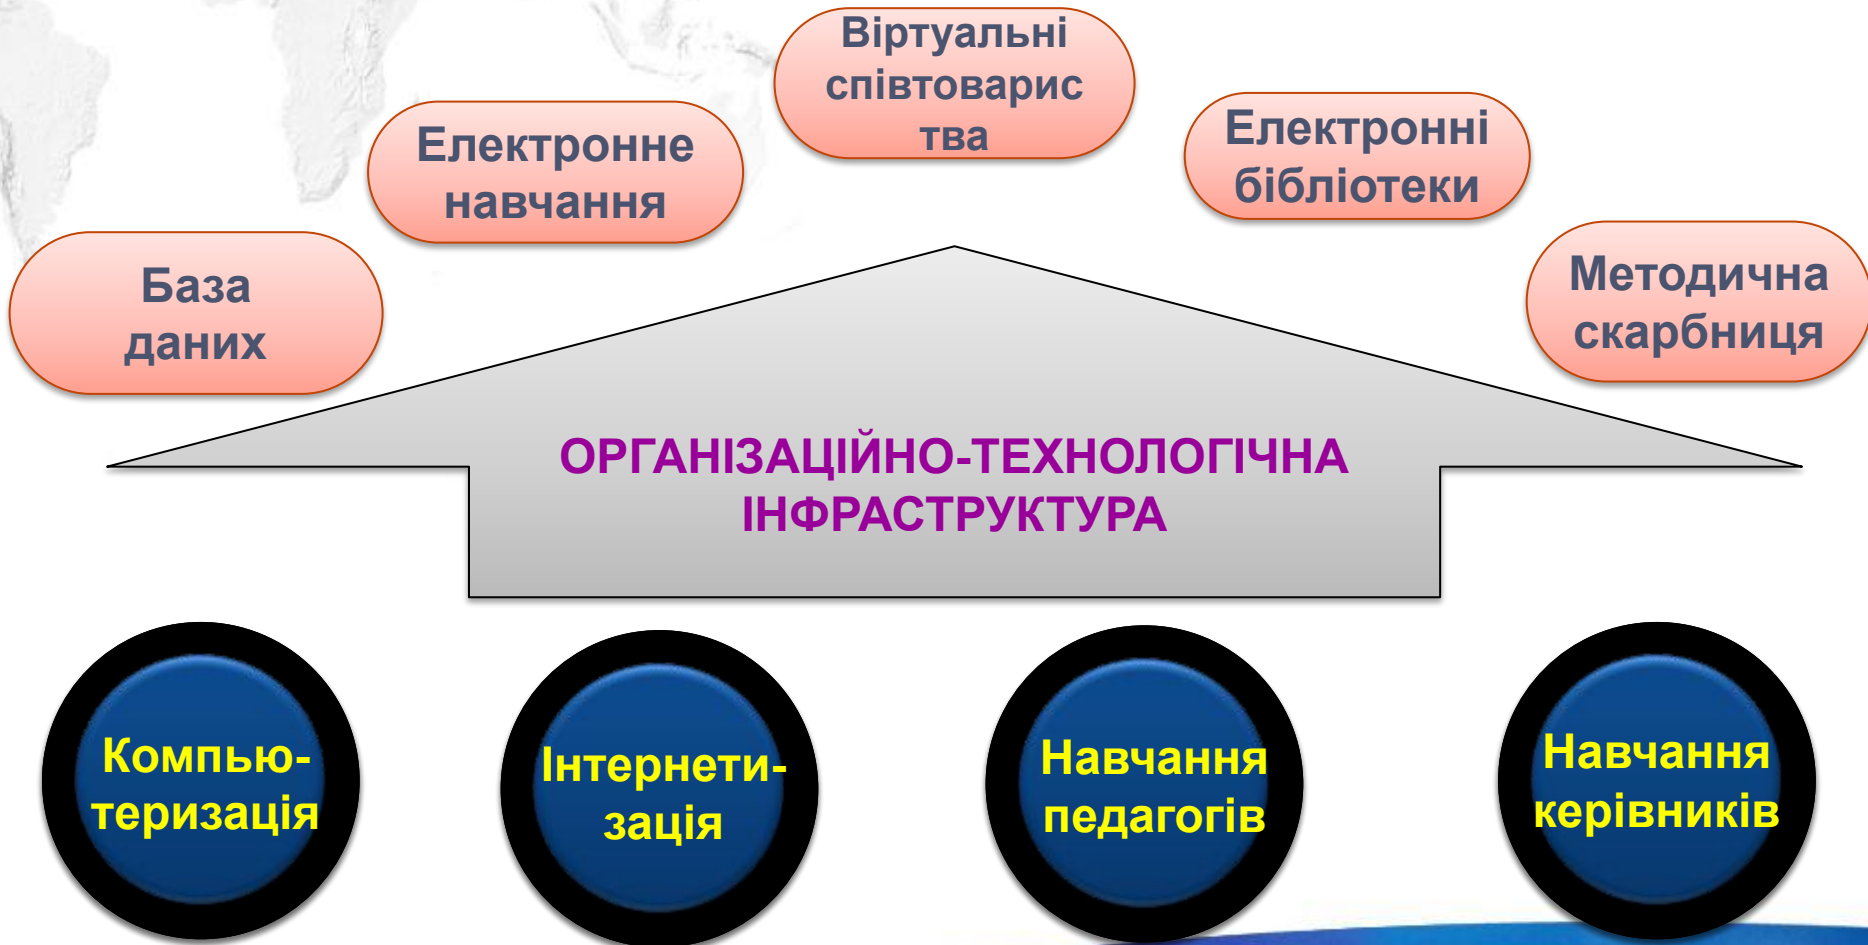 Віртуальні
співтоварис
тва
Електронне
навчання
Електронні
бібліотеки
База
даних
Методична
скарбниця
ОРГАНІЗАЦІЙНО-ТЕХНОЛОГІЧНА
ІНФРАСТРУКТУРА
Компью-
теризація
Інтернети-
зація
Навчання
педагогів
Навчання
керівників